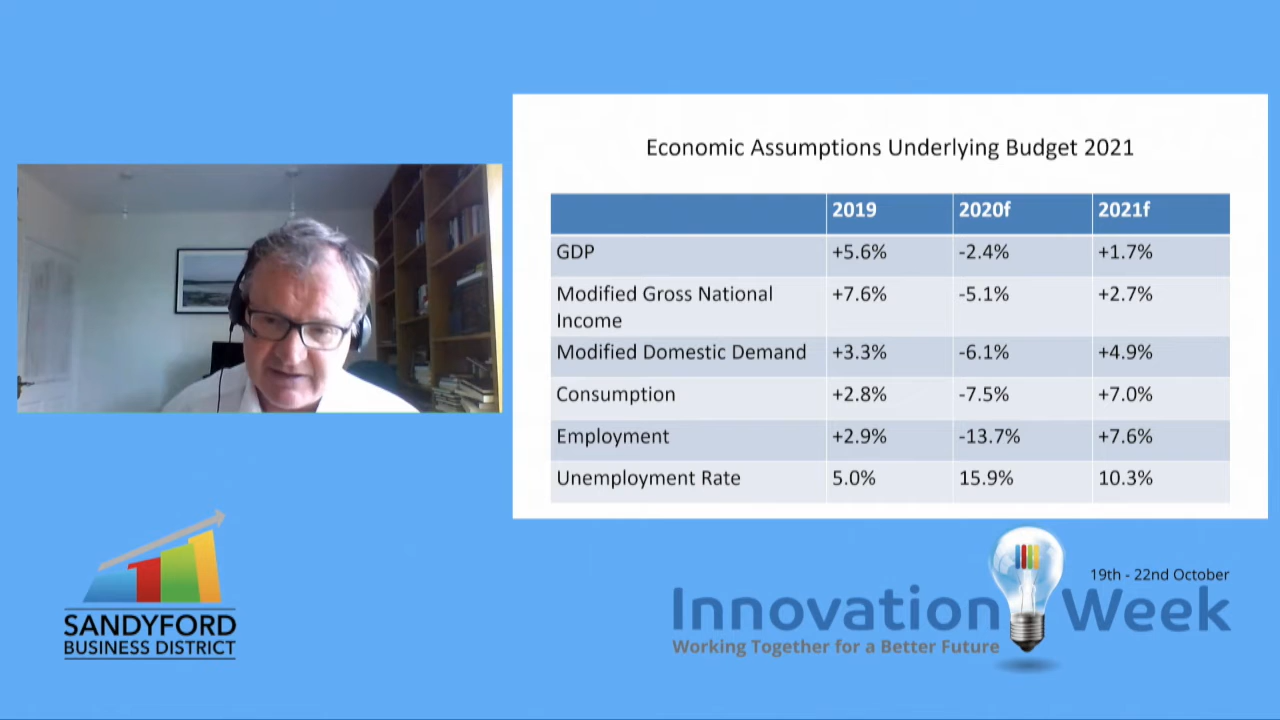 Economic Assumptions Underlying Budget 2021
2019 2020f 2021f
GDP +5.6% -2.4% +1.7%
Modified Gross National
Income +7.6% -5.1% +2.7%
Modified Domestic Demand +3.3% -6.1% +4.9%
Consumption +2.8% -7.5% +7.0%
Employment +2.9% -13.7% +7.6%
Unemployment Rate 5.0% 15.9% 10.3%
SANDYFORD
BUSINESS DISTRICT
19th - 22nd October
Innovation Week
Working Together for a Better Future